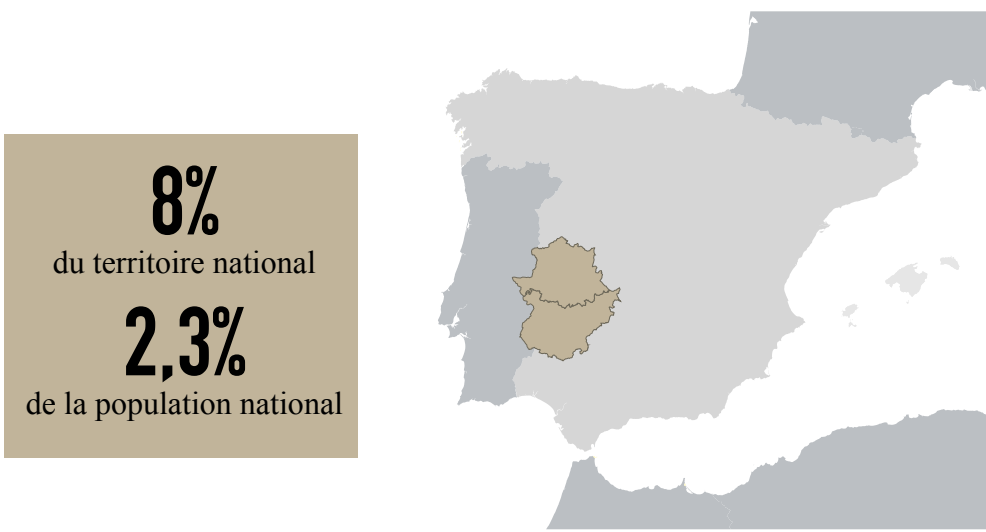 8%
du territoire national
2,3%
de la population national